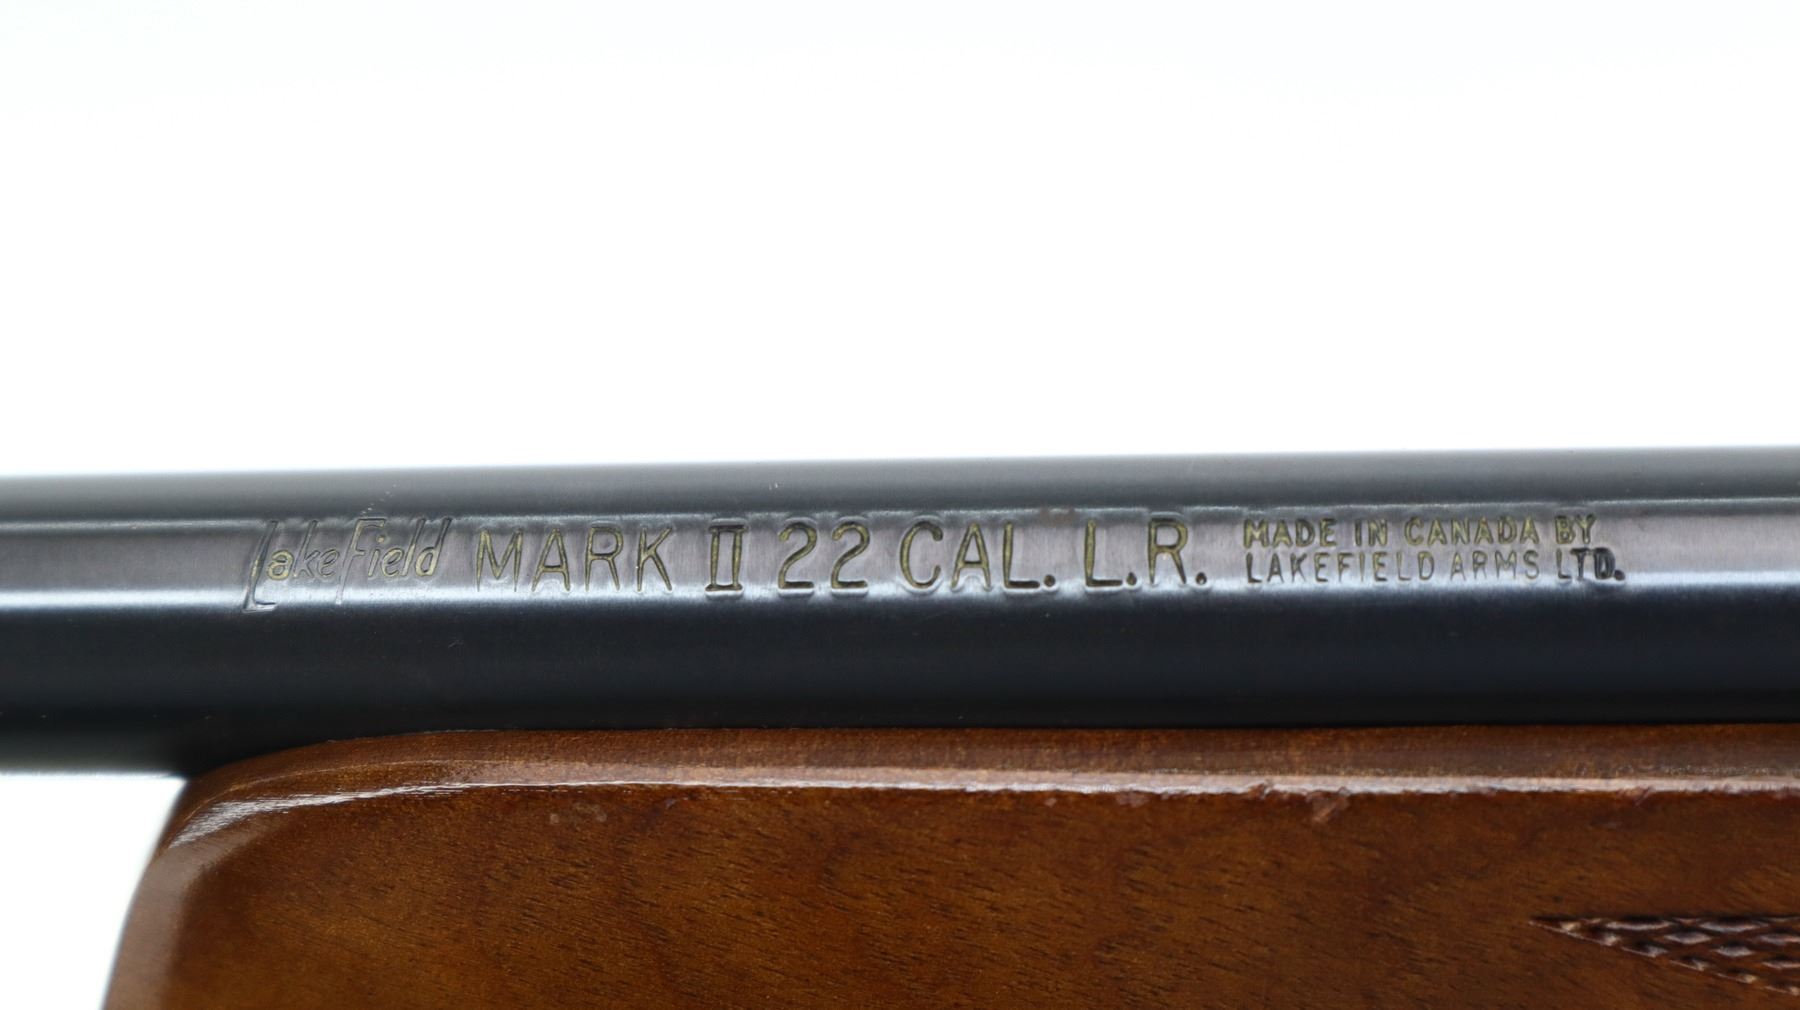 LakeField MARK II 22 CAL. L.R. MADE IN CANADA BY
LAKEFIELD ARMS LTD.